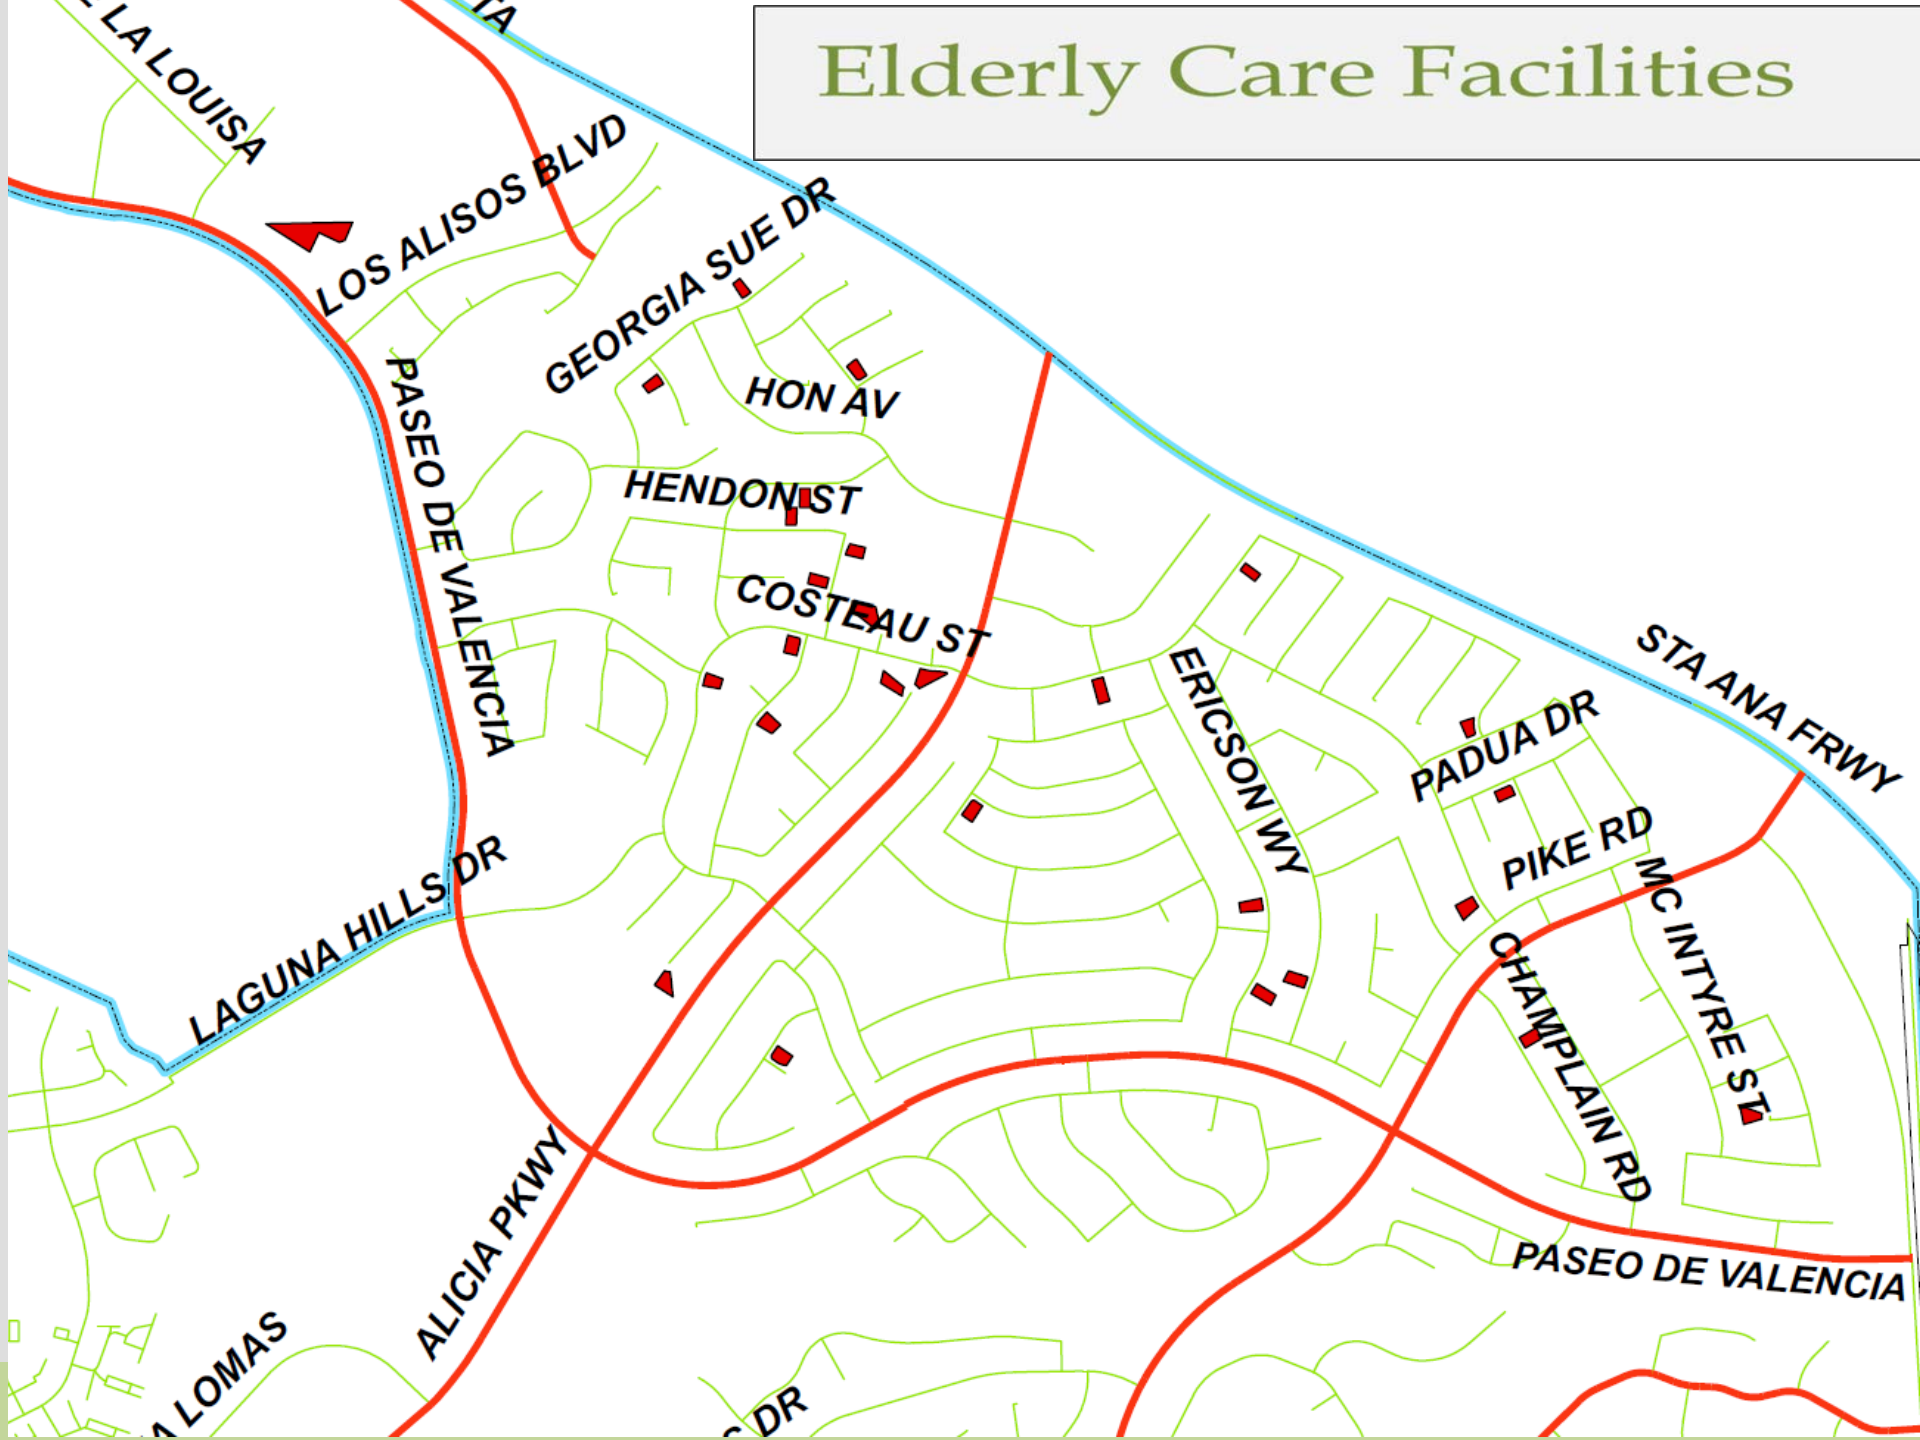 Elderly Care Facilities
LA LOUISA
TA
LOS ALISOS BLVD
GEORGIA SUE DR
HON AV
PASEO DE VALENCIA
HENDON ST
COSTEAU ST
ERICSON WY
STA ANA FRWY
PADUA DR
PIKE RD
LAGUNA HILLS DR
MC INTYRE ST
CHAMPLAIN RD
ALICIA PKWY
PASEO DE VALENCIA
A LOMAS
S DR